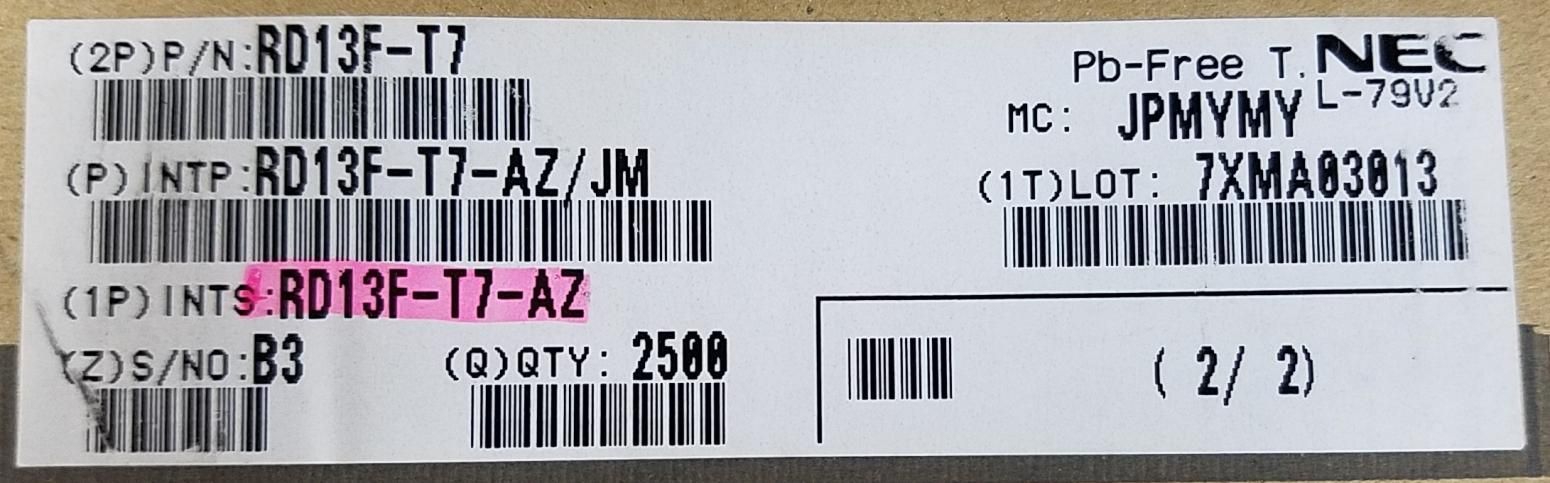 (2P)P/N:RD13F-T7
Pb-Free T. NEC
L-79V2
MC: JPMYMY
(P)INTP:RD13F-T7-AZ/JM
(1T)LOT: 7XMA03013
(1P)INTS:RD13F-T7-AZ
(Z)S/NO:B3 (Q)QTY: 2500
( 2/ 2)